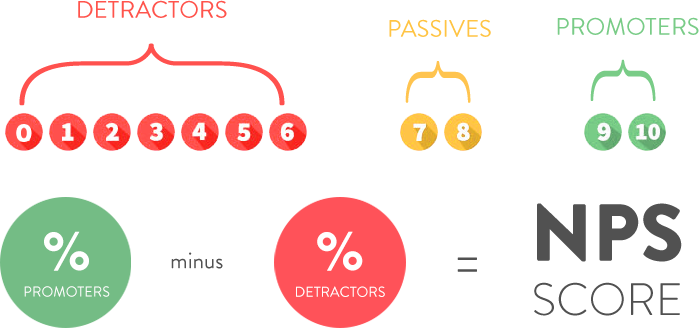 DETRACTORS
PASSIVES
PROMOTERS
0 1 2 3 4 5 6
7 8
9 10
%
PROMOTERS
minus
%
DETRACTORS
=
NPS
SCORE